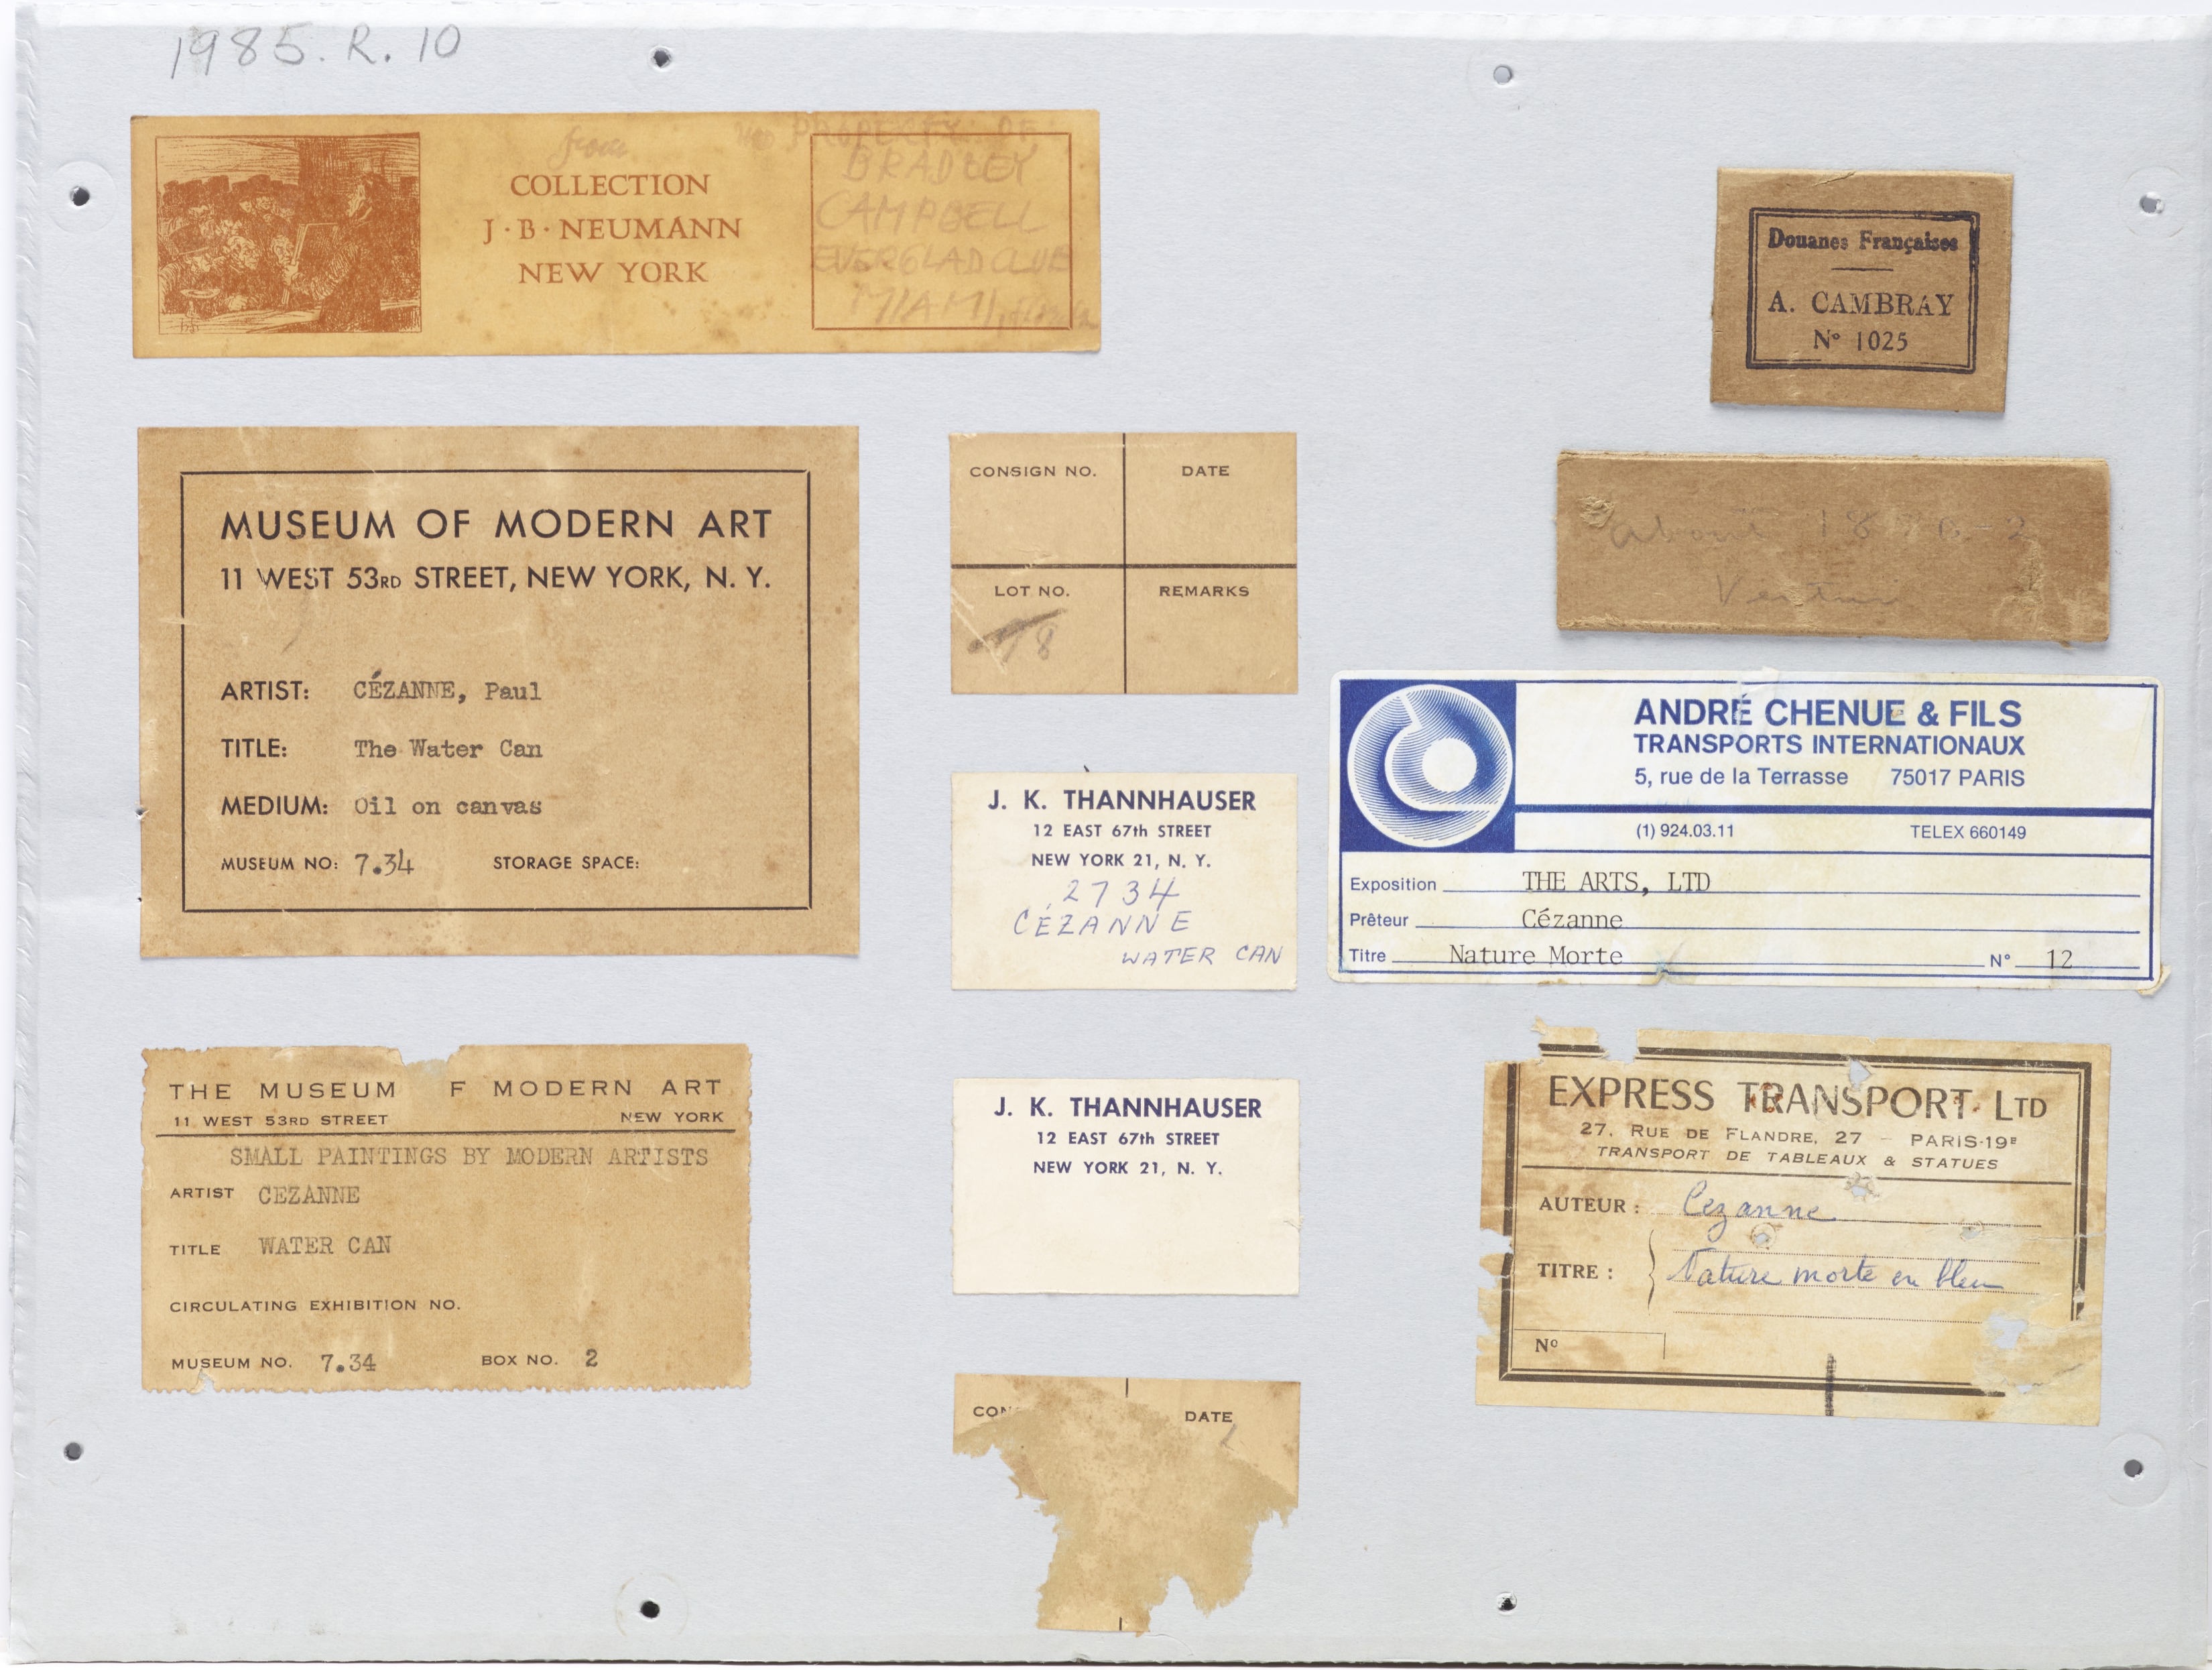 1985. R. 10
from
COLLECTION
J·B·NEUMANN
NEW YORK
PROPERTY OF
BRADLEY
CAMPBELL
EVERGLAD CLUB
MIAMI, Florida
Douanes Françaises
A. CAMBRAY
N° 1025
MUSEUM OF MODERN ART
11 WEST 53RD STREET, NEW YORK, N. Y.
ARTIST: CÉZANNE, Paul
TITLE: The Water Can
MEDIUM: Oil on canvas
MUSEUM NO: 7.34 STORAGE SPACE:
CONSIGN NO. DATE
LOT NO. REMARKS
8
about
Venturi
J. K. THANNHAUSER
12 EAST 67th STREET
NEW YORK 21, N. Y.
2734
CÉZANNE
WATER CAN
ANDRÉ CHENUE & FILS
TRANSPORTS INTERNATIONAUX
5, rue de la Terrasse 75017 PARIS
(1) 924.03.11 TELEX 660149
Exposition THE ARTS, LTD
Prêteur Cézanne
Titre Nature Morte N° 12
THE MUSEUM F MODERN ART
11 WEST 53RD STREET NEW YORK
SMALL PAINTINGS BY MODERN ARTISTS
ARTIST CEZANNE
TITLE WATER CAN
CIRCULATING EXHIBITION NO.
MUSEUM NO. 7.34 BOX NO. 2
J. K. THANNHAUSER
12 EAST 67th STREET
NEW YORK 21, N. Y.
EXPRESS TRANSPORT LTD
27, RUE DE FLANDRE, 27 – PARIS-19E
TRANSPORT DE TABLEAUX & STATUES
AUTEUR : Cezanne
TITRE : Nature morte en bleu
N°
CON DATE